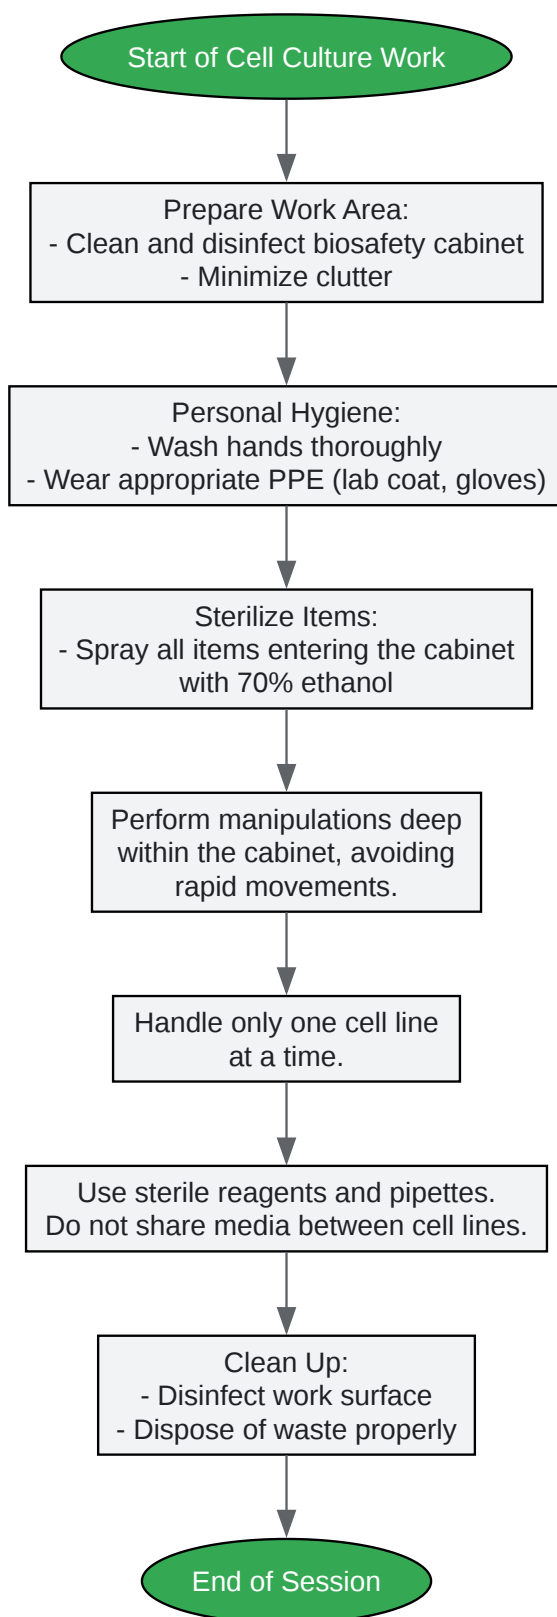 Start of Cell Culture Work
Prepare Work Area:
- Clean and disinfect biosafety cabinet
- Minimize clutter
Personal Hygiene:
- Wash hands thoroughly
- Wear appropriate PPE (lab coat, gloves)
Sterilize Items:
- Spray all items entering the cabinet
with 70% ethanol
Perform manipulations deep
within the cabinet, avoiding
rapid movements.
Handle only one cell line
at a time.
Use sterile reagents and pipettes.
Do not share media between cell lines.
Clean Up:
- Disinfect work surface
- Dispose of waste properly
End of Session